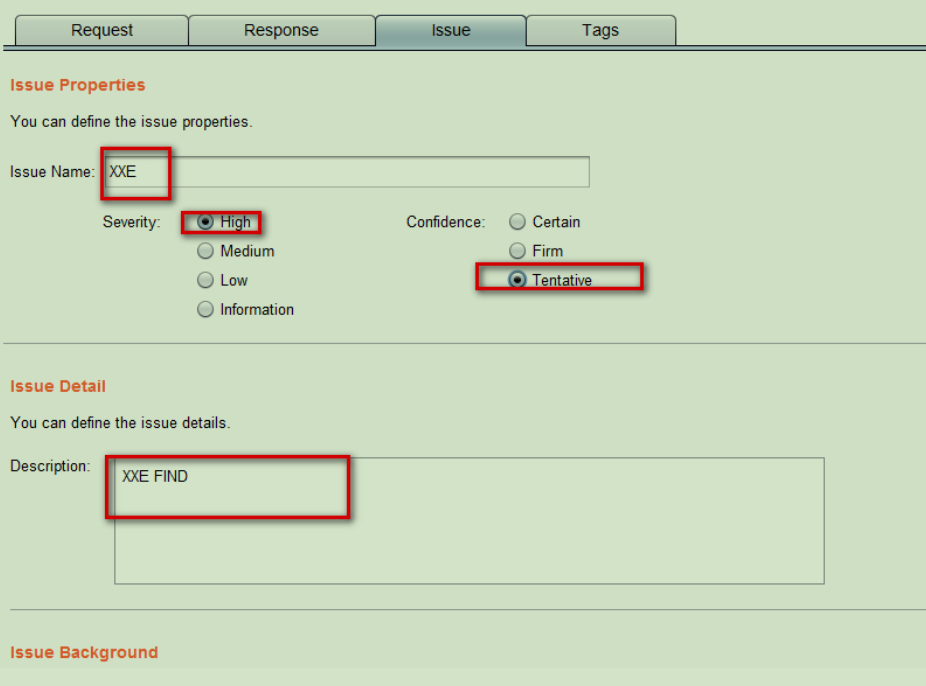 Request Response Issue Tags
Issue Properties
You can define the issue properties.
Issue Name: XXE
Severity: High Confidence: Certain
Medium Firm
Low Tentative
Information
Issue Detail
You can define the issue details.
Description: XXE FIND
Issue Background